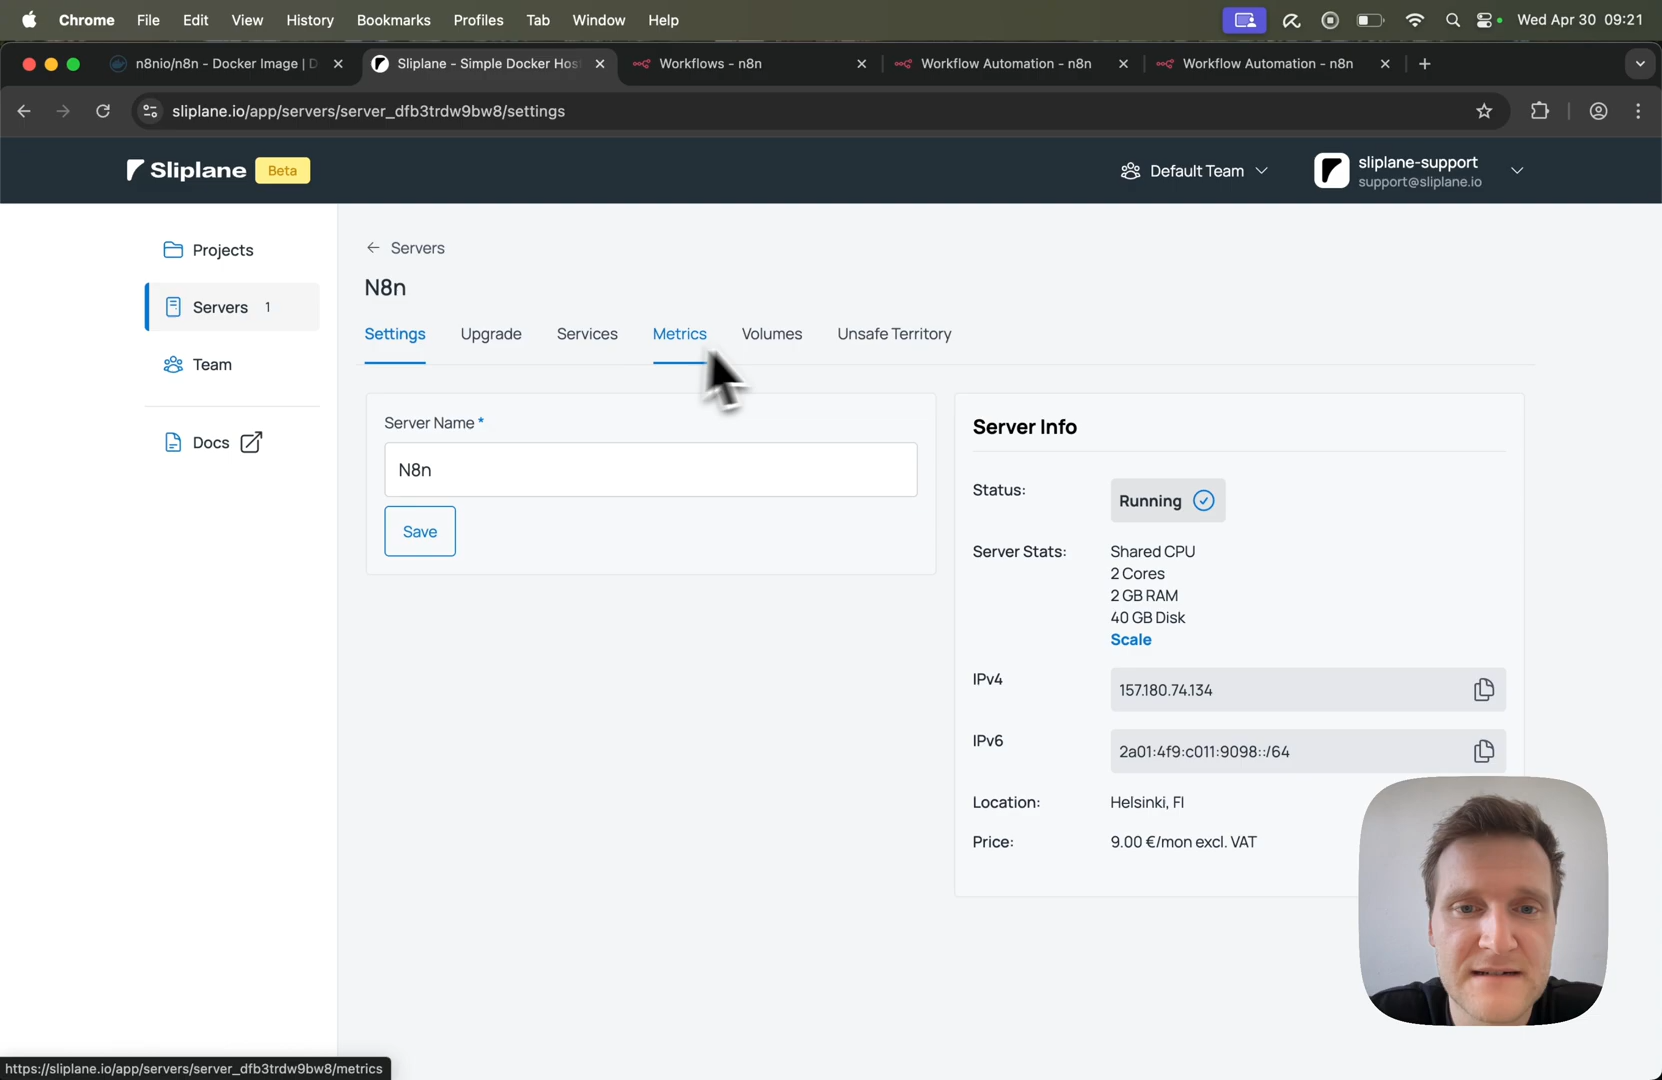 Chrome File Edit View History Bookmarks Profiles Tab Window Help Wed Apr 30 09:21
n8nio/n8n - Docker Image | D Sliplane - Simple Docker Host Workflows - n8n Workflow Automation - n8n Workflow Automation - n8n
sliplane.io/app/servers/server_dfb3trdw9bw8/settings
Sliplane Beta Default Team sliplane-support
support@sliplane.io
Projects
Servers 1
Team
Docs
Servers
N8n
Settings Upgrade Services Metrics Volumes Unsafe Territory
Server Name *
N8n
Save
Server Info
Status: Running
Server Stats: Shared CPU
2 Cores
2 GB RAM
40 GB Disk
Scale
IPv4 157.180.74.134
IPv6 2a01:4f9:c011:9098::/64
Location: Helsinki, FI
Price: 9.00 €/mon excl. VAT
https://sliplane.io/app/servers/server_dfb3trdw9bw8/metrics